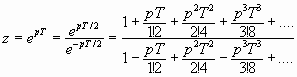 z = e^{pT} = \frac{e^{pT/2}}{e^{-pT/2}} = \frac{1 + \frac{pT}{1!2} + \frac{p^2T^2}{2!4} + \frac{p^3T^3}{3!8} + ....}{1 - \frac{pT}{1!2} + \frac{p^2T^2}{2!4} - \frac{p^3T^3}{3!8} + ....}